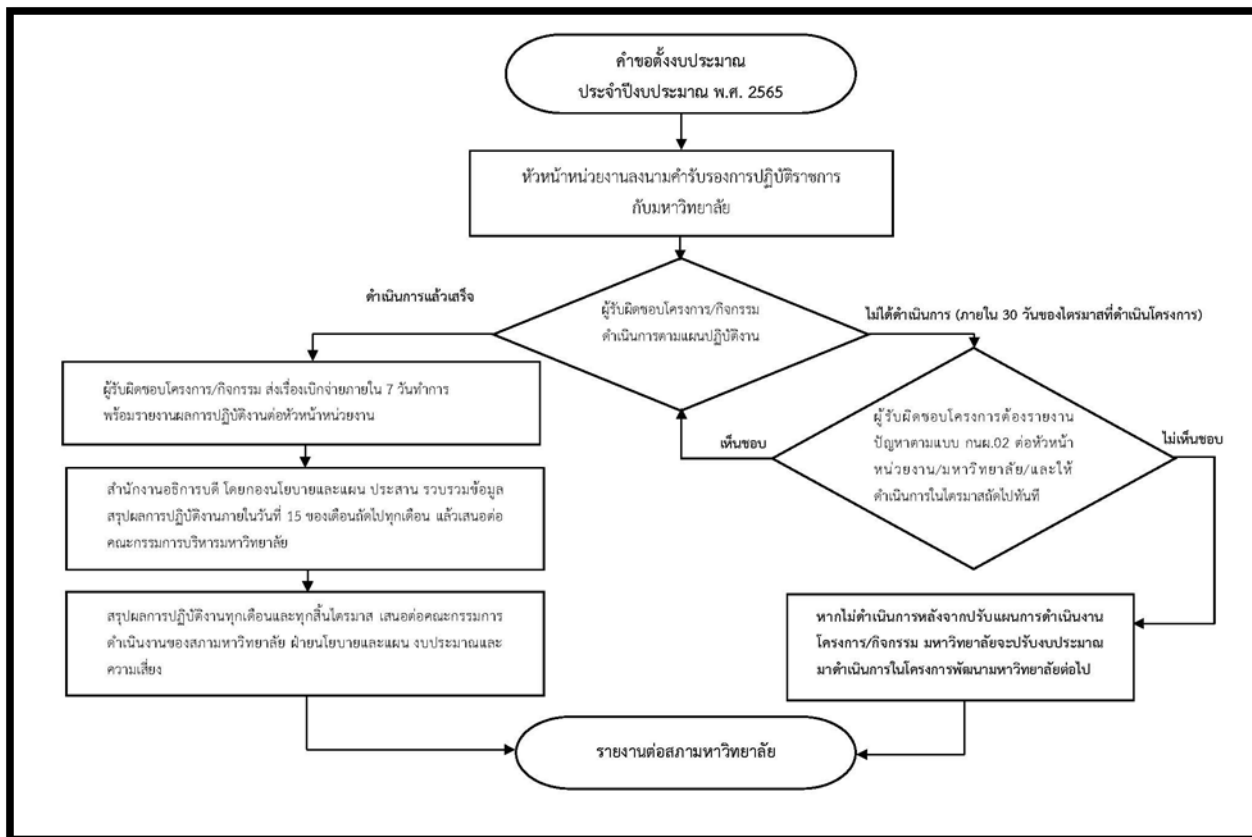 คำขอตั้งงบประมาณ
ประจำปีงบประมาณ พ.ศ. 2565
หัวหน้าหน่วยงานลงนามคำรับรองการปฏิบัติราชการ
กับมหาวิทยาลัย
ดำเนินการแล้วเสร็จ
ผู้รับผิดชอบโครงการ/กิจกรรม
ดำเนินการตามแผนปฏิบัติงาน
ไม่ได้ดำเนินการ (ภายใน 30 วันของไตรมาสที่ดำเนินโครงการ)
ผู้รับผิดชอบโครงการ/กิจกรรม ส่งเรื่องเบิกจ่ายภายใน 7 วันทำการ
พร้อมรายงานผลการปฏิบัติงานต่อหัวหน้าหน่วยงาน
เห็นชอบ
ผู้รับผิดชอบโครงการต้องรายงาน
ปัญหาตามแบบ กนผ.02 ต่อหัวหน้า
หน่วยงาน/มหาวิทยาลัย/และให้
ดำเนินการในไตรมาสถัดไปทันที
ไม่เห็นชอบ
สำนักงานอธิการบดี โดยกองนโยบายและแผน ประสาน รวบรวมข้อมูล
สรุปผลการปฏิบัติงานภายในวันที่ 15 ของเดือนถัดไปทุกเดือน แล้วเสนอต่อ
คณะกรรมการบริหารมหาวิทยาลัย
สรุปผลการปฏิบัติงานทุกเดือนและทุกสิ้นไตรมาส เสนอต่อคณะกรรมการ
ดำเนินงานของสภามหาวิทยาลัย ฝ่ายนโยบายและแผน งบประมาณและ
ความเสี่ยง
หากไม่ดำเนินการหลังจากปรับแผนการดำเนินงาน
โครงการ/กิจกรรม มหาวิทยาลัยจะปรับงบประมาณ
มาดำเนินการในโครงการพัฒนามหาวิทยาลัยต่อไป
รายงานต่อสภามหาวิทยาลัย